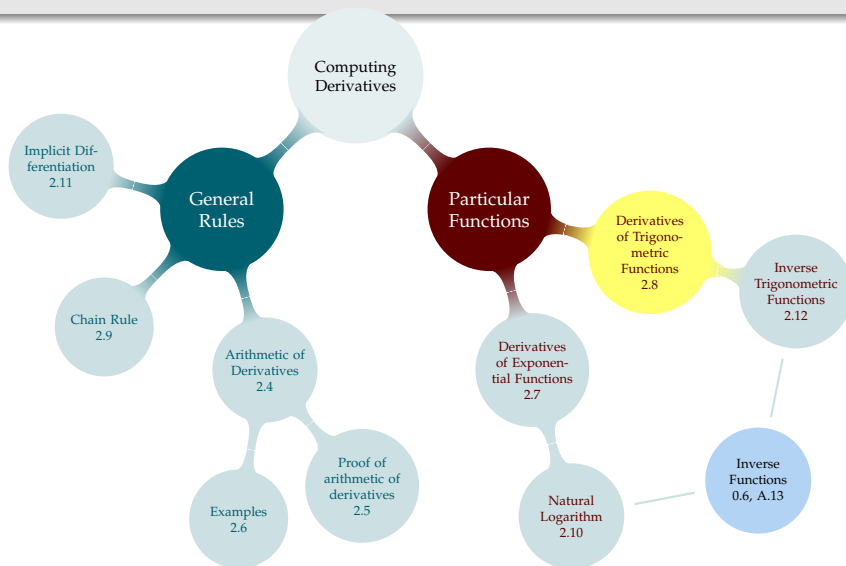 Computing
Derivatives
Implicit Dif-
ferentiation
2.11
General
Rules
Particular
Functions
Derivatives
of Trigono-
metric
Functions
2.8
Inverse
Trigonometric
Functions
2.12
Chain Rule
2.9
Arithmetic of
Derivatives
2.4
Derivatives
of Exponen-
tial Functions
2.7
Examples
2.6
Proof of
arithmetic of
derivatives
2.5
Natural
Logarithm
2.10
Inverse
Functions
0.6, A.13